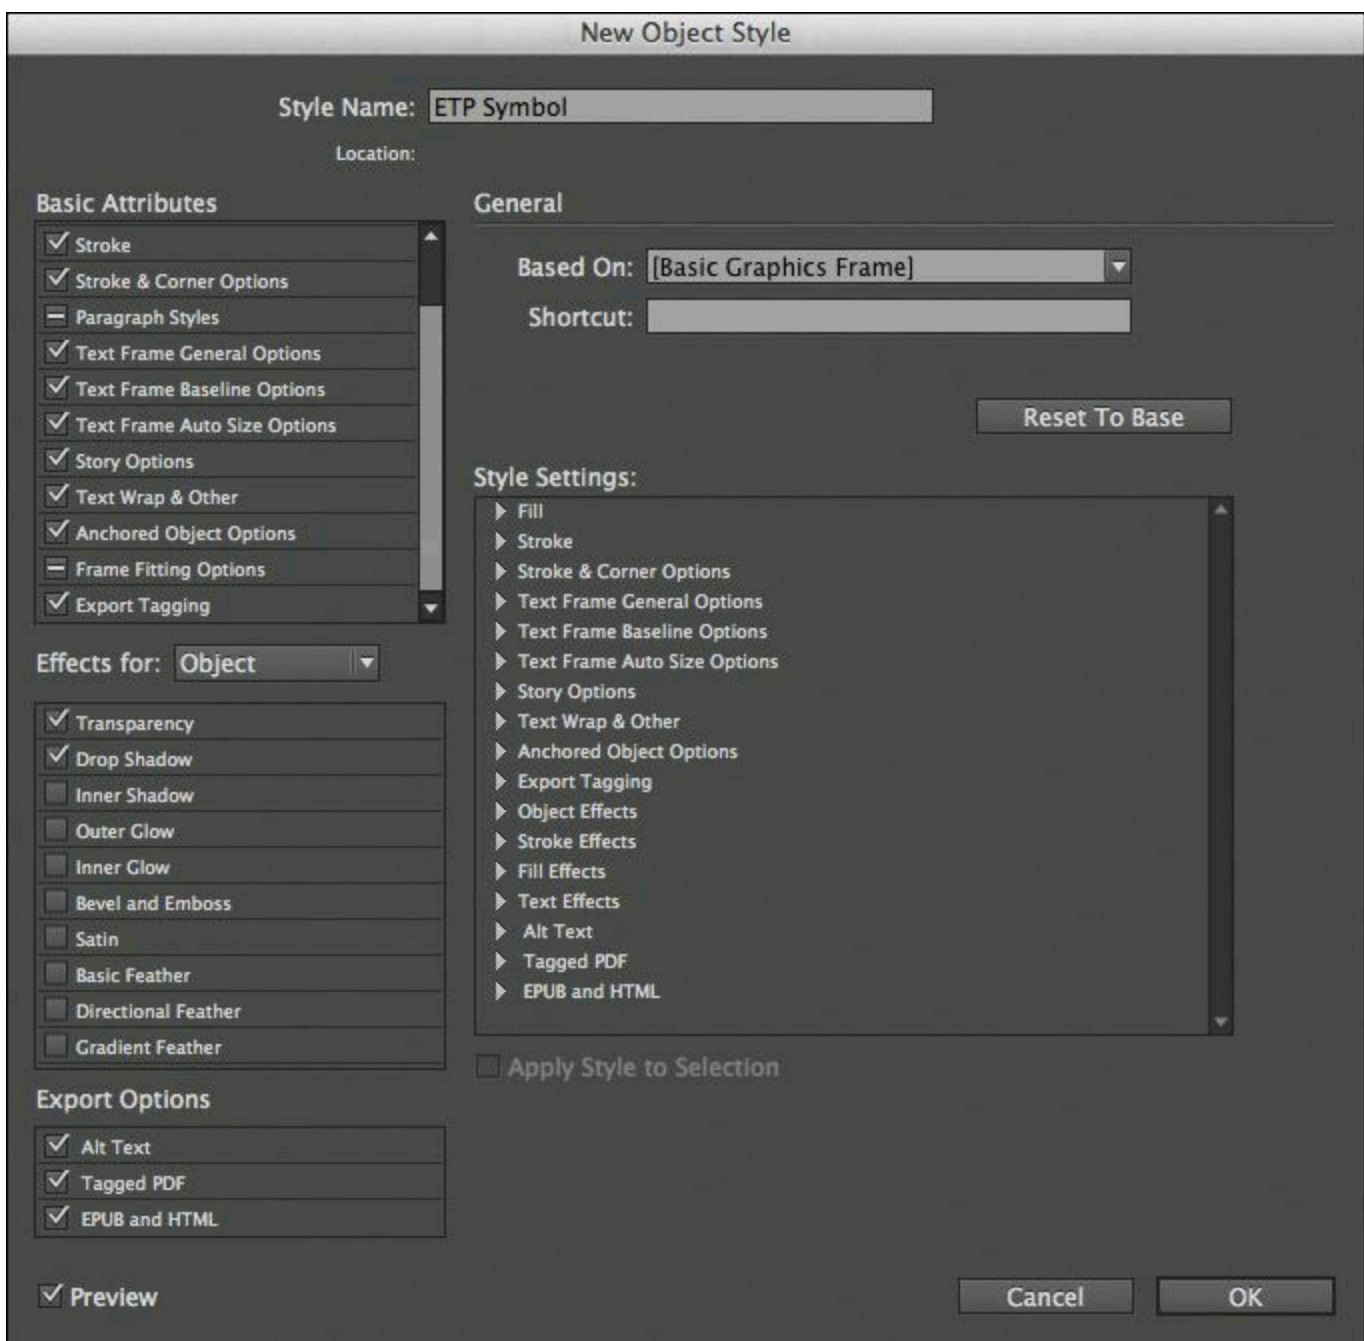 New Object Style
Style Name: ETP Symbol
Location:
Basic Attributes
Stroke
Stroke & Corner Options
Paragraph Styles
Text Frame General Options
Text Frame Baseline Options
Text Frame Auto Size Options
Story Options
Text Wrap & Other
Anchored Object Options
Frame Fitting Options
Export Tagging
Effects for: Object
Transparency
Drop Shadow
Inner Shadow
Outer Glow
Inner Glow
Bevel and Emboss
Satin
Basic Feather
Directional Feather
Gradient Feather
Export Options
Alt Text
Tagged PDF
EPUB and HTML
Preview
General
Based On: [Basic Graphics Frame]
Shortcut:
Reset To Base
Style Settings:
Fill
Stroke
Stroke & Corner Options
Text Frame General Options
Text Frame Baseline Options
Text Frame Auto Size Options
Story Options
Text Wrap & Other
Anchored Object Options
Export Tagging
Object Effects
Stroke Effects
Fill Effects
Text Effects
Alt Text
Tagged PDF
EPUB and HTML
Apply Style to Selection
Cancel
OK